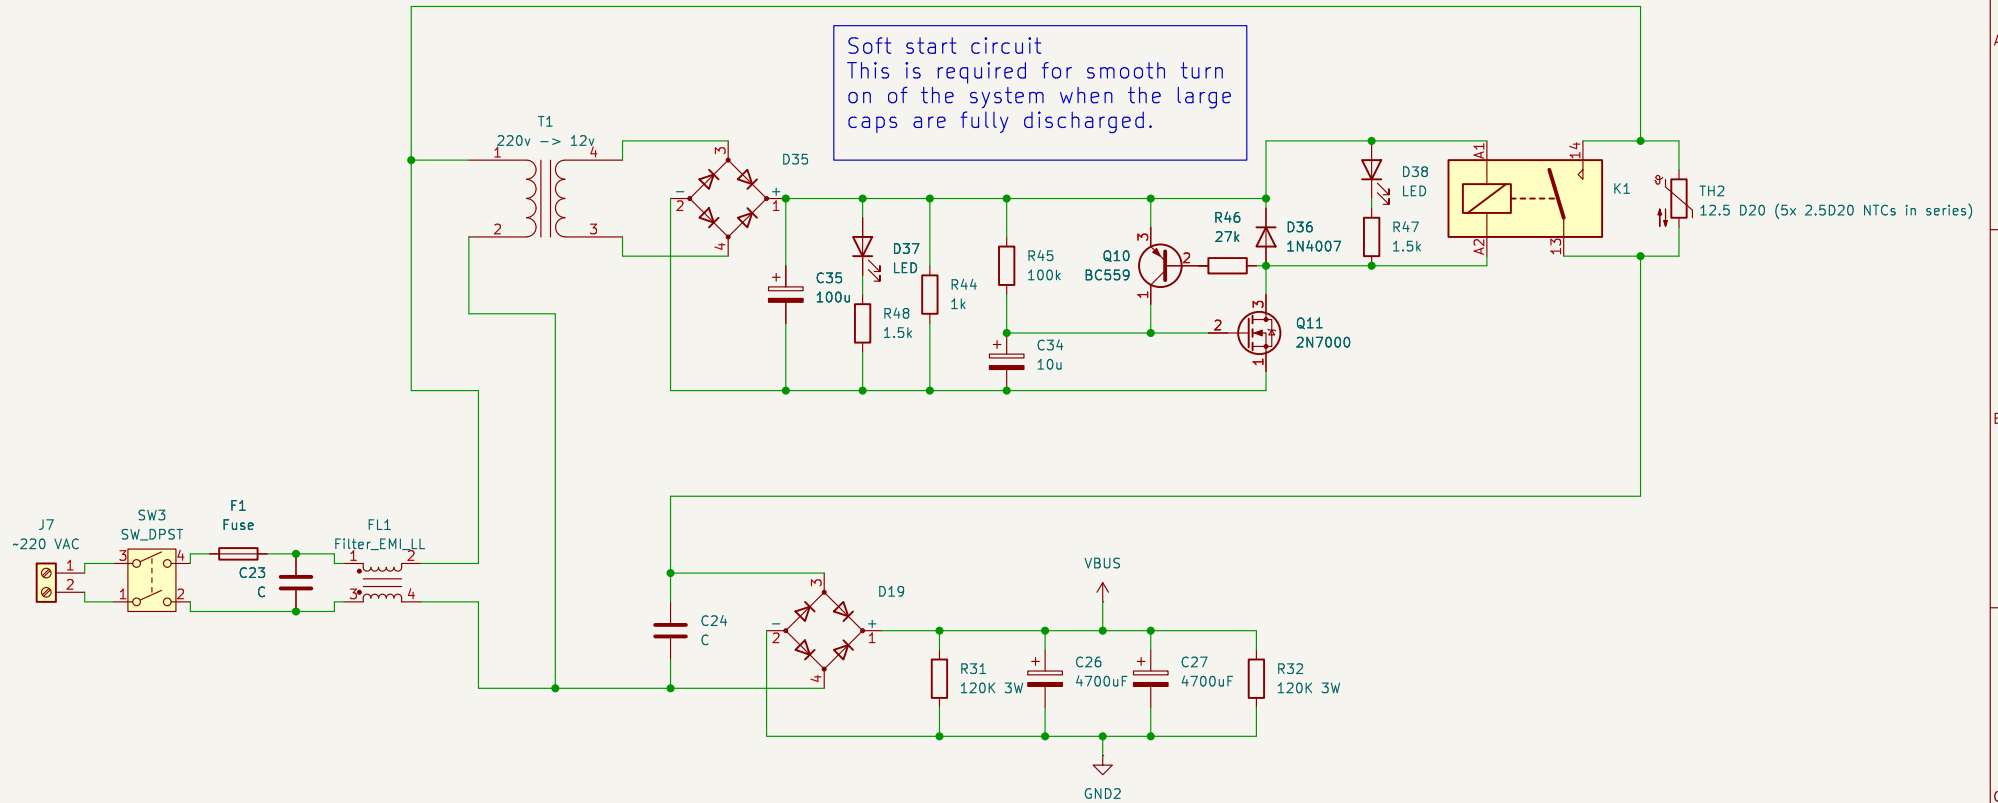 Soft start circuit
This is required for smooth turn
on of the system when the large
caps are fully discharged.
A
T1
220v -> 12v
1
4
2
3
D35
3
-
+
2
1
4
C35
100u
+
D37
LED
R48
1.5k
R44
1k
R45
100k
+
C34
10u
3
Q10
BC559
2
1
R46
27k
D36
1N4007
3
2
Q11
2N7000
1
D38
LED
R47
1.5k
A1
14
A2
13
K1
TH2
12.5 D20 (5x 2.5D20 NTCs in series)
B
J7
~220 VAC
1
2
SW3
SW_DPST
3
4
1
2
F1
Fuse
C23
C
FL1
Filter_EMI_LL
1
2
3
4
C24
C
D19
3
-
+
2
1
4
VBUS
R31
120K 3W
+
C26
4700uF
+
C27
4700uF
R32
120K 3W
GND2
C